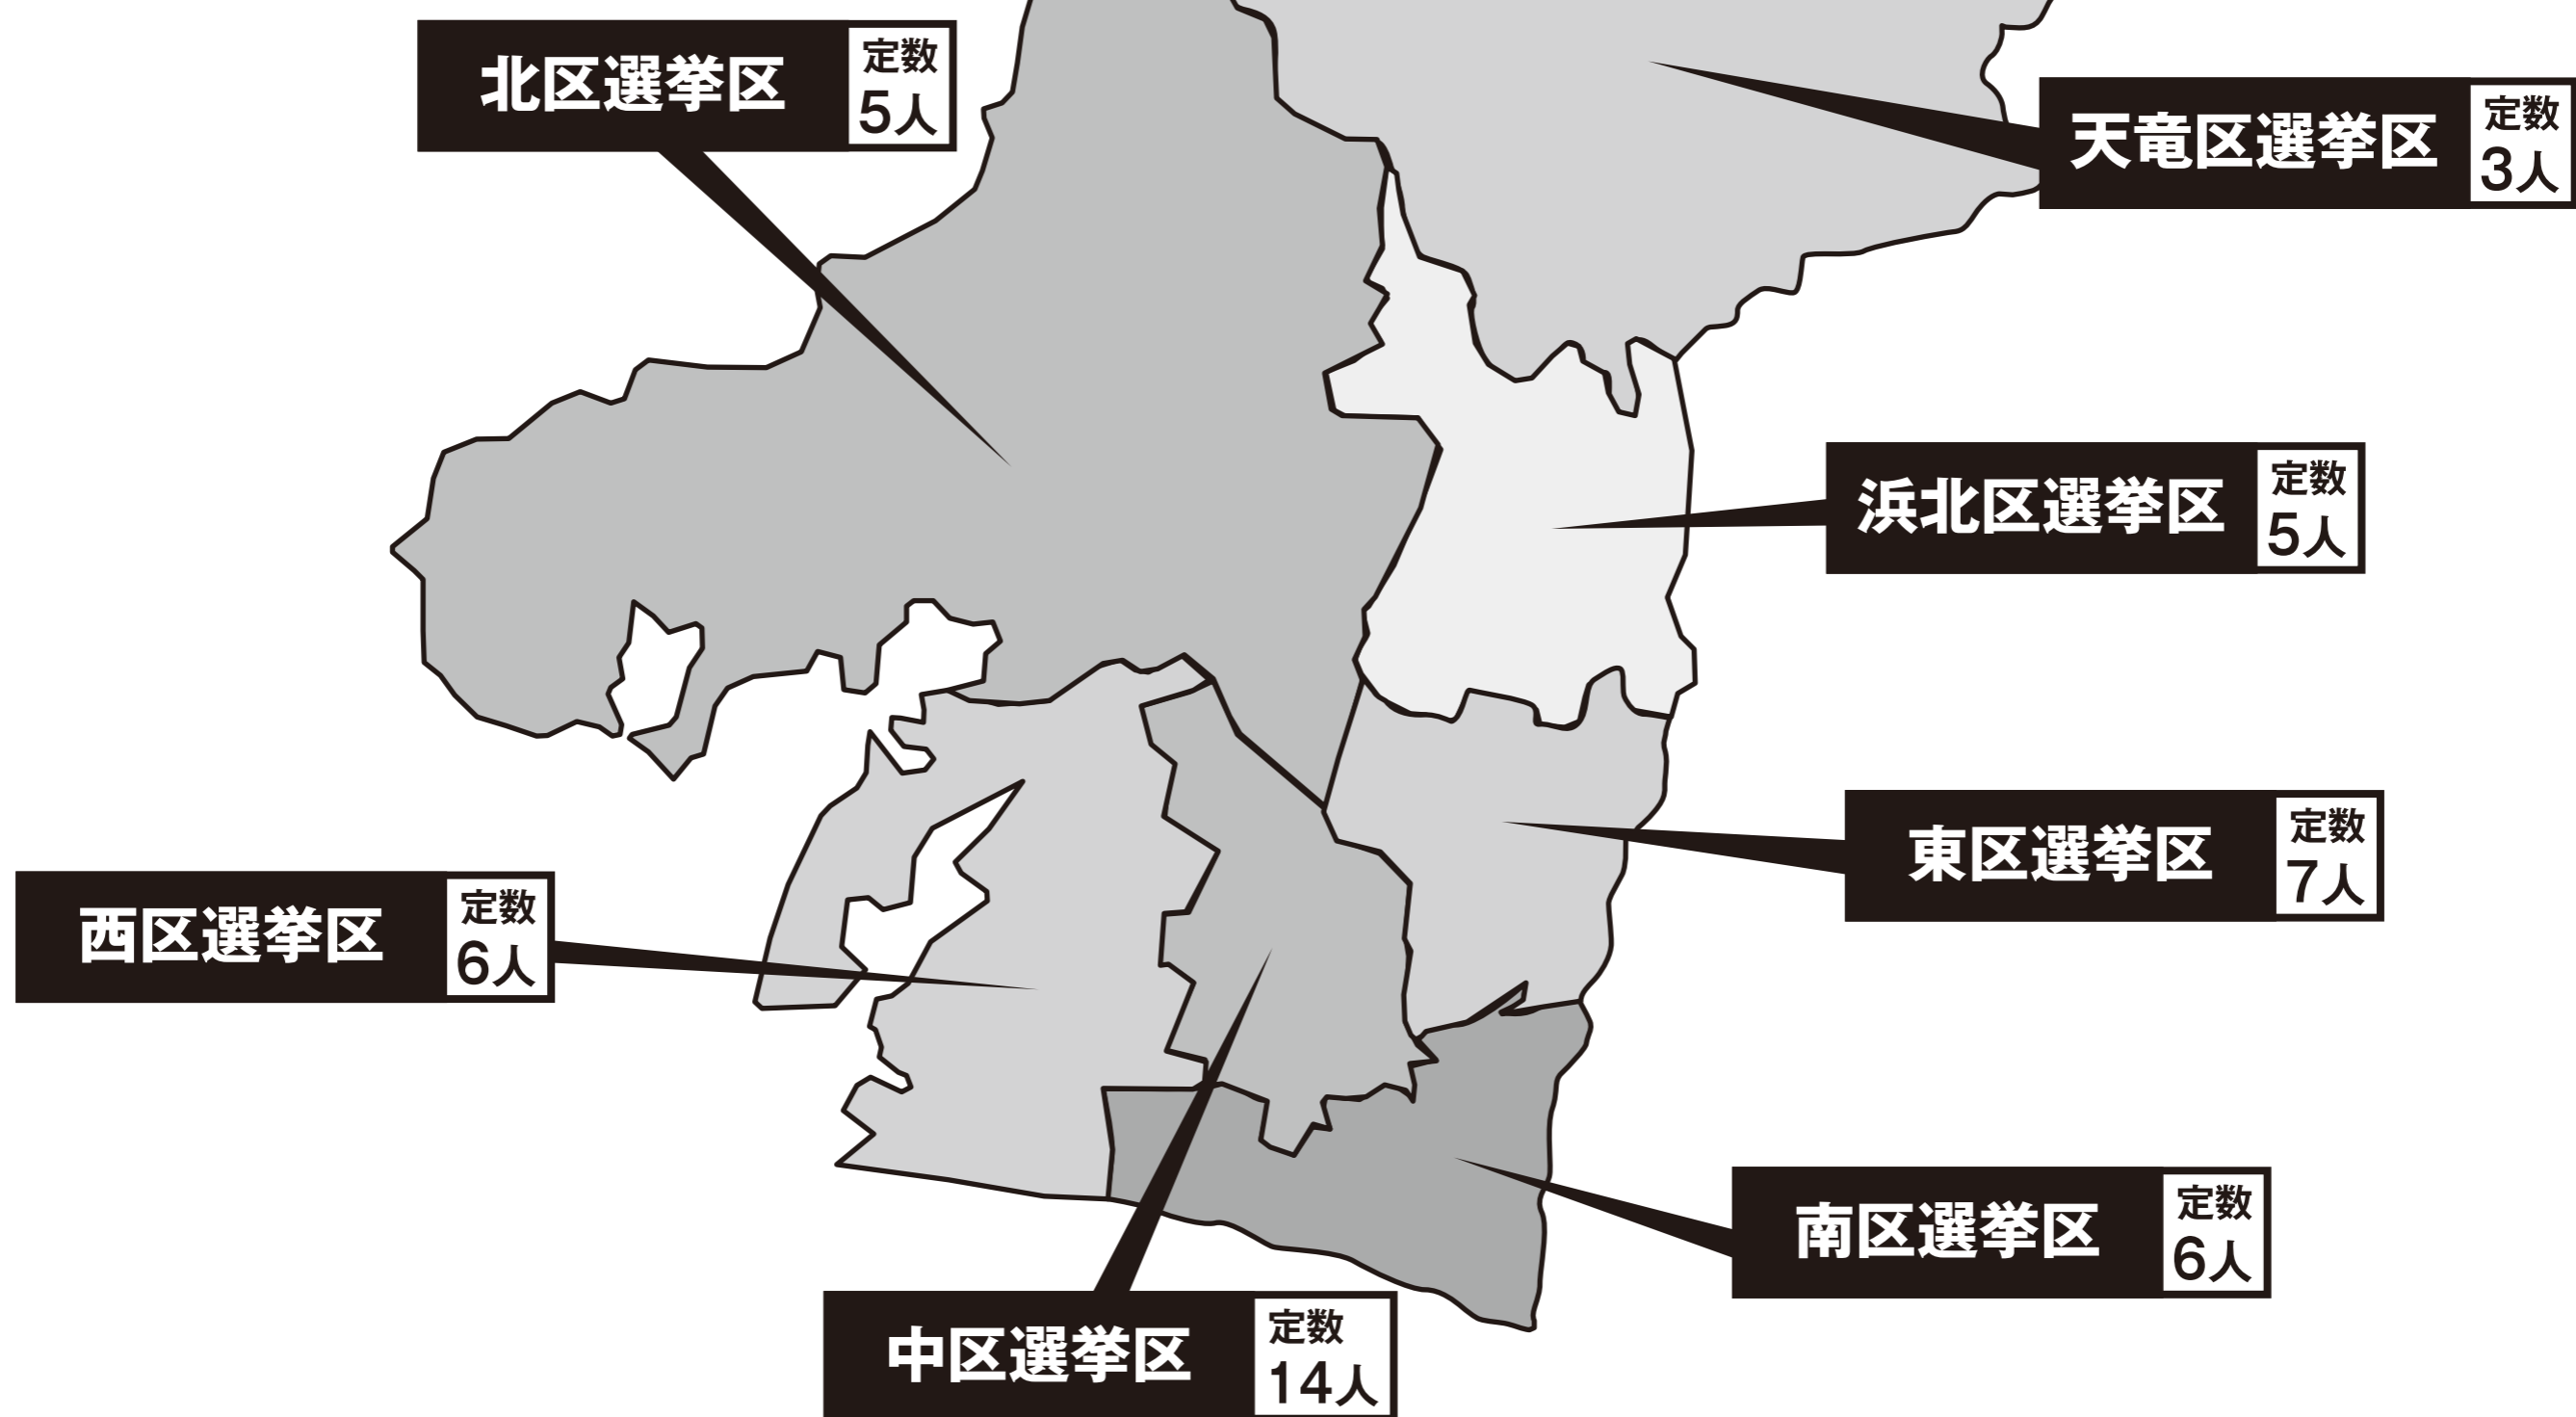 北区選挙区
定数
5人
天竜区選挙区
定数
3人
浜北区選挙区
定数
5人
東区選挙区
定数
7人
西区選挙区
定数
6人
南区選挙区
定数
6人
中区選挙区
定数
14人